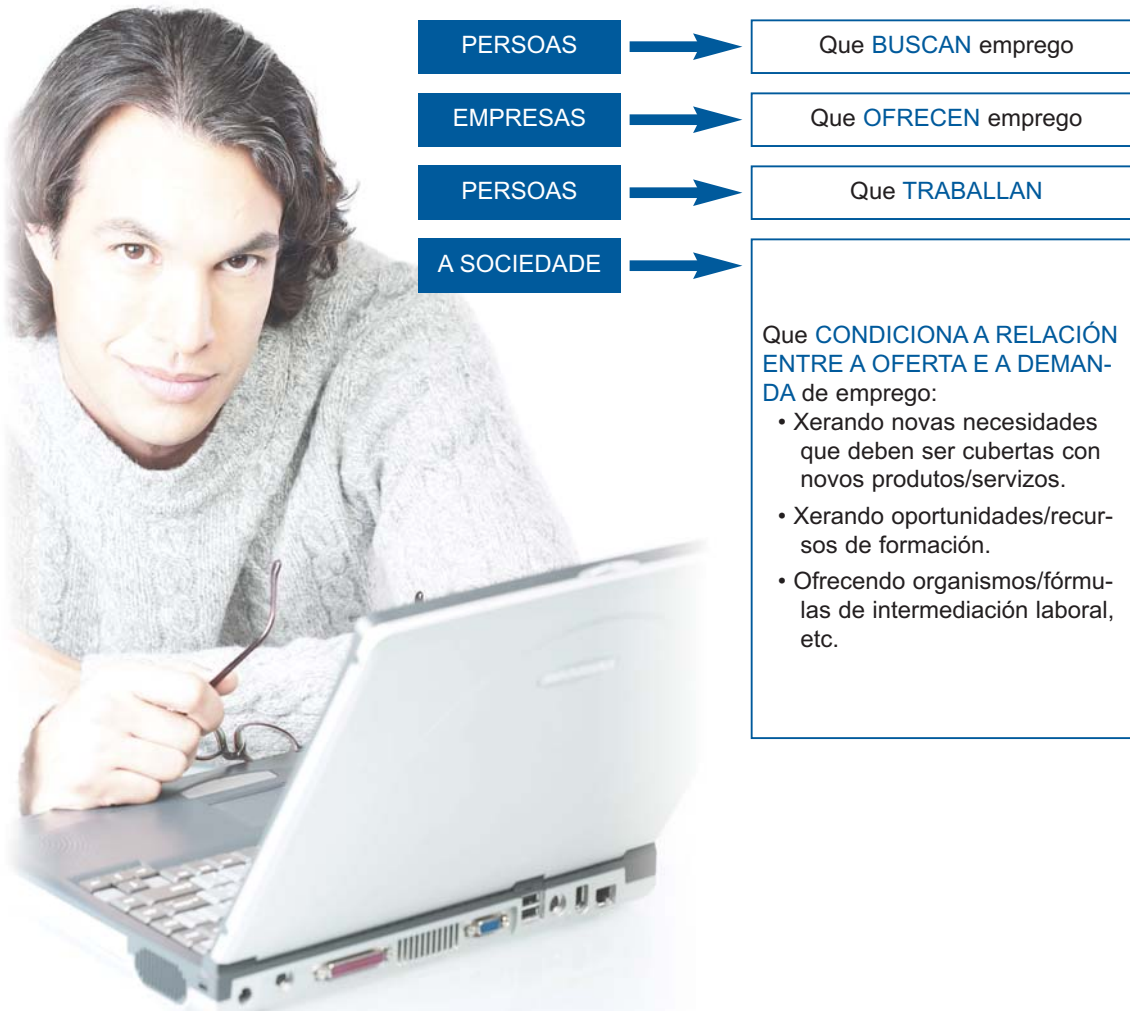 PERSOAS
Que BUSCAN emprego
EMPRESAS
Que OFRECEN emprego
PERSOAS
Que TRABALLAN
A SOCIEDADE
Que CONDICIONA A RELACIÓN
ENTRE A OFERTA E A DEMAN-
DA de emprego:
• Xerando novas necesidades
que deben ser cubertas con
novos produtos/servizos.
• Xerando oportunidades/recur-
sos de formación.
• Ofrecendo organismos/fórmu-
las de intermediación laboral,
etc.